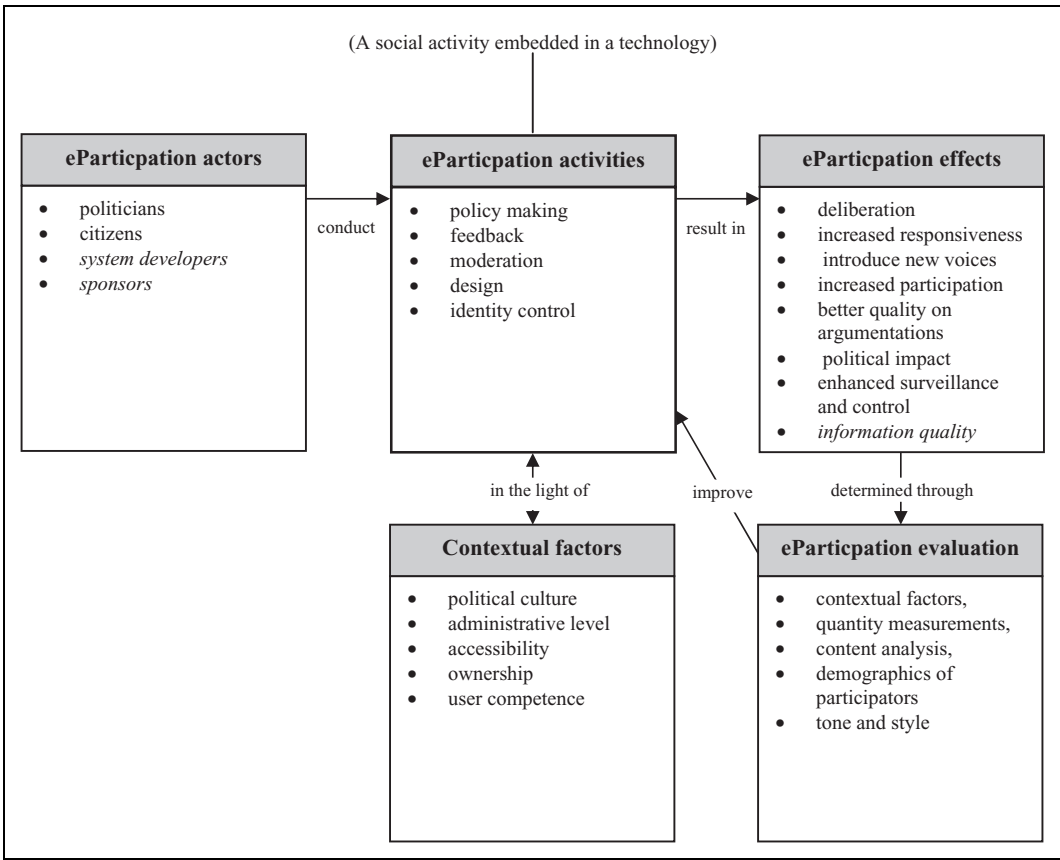 (A social activity embedded in a technology)
eParticpation actors
• politicians
• citizens
• system developers
• sponsors
conduct
eParticpation activities
• policy making
• feedback
• moderation
• design
• identity control
result in
eParticpation effects
• deliberation
• increased responsiveness
• introduce new voices
• increased participation
• better quality on
argumentations
• political impact
• enhanced surveillance
and control
• information quality
in the light of
improve
determined through
Contextual factors
• political culture
• administrative level
• accessibility
• ownership
• user competence
eParticpation evaluation
• contextual factors,
• quantity measurements,
• content analysis,
• demographics of
participators
• tone and style